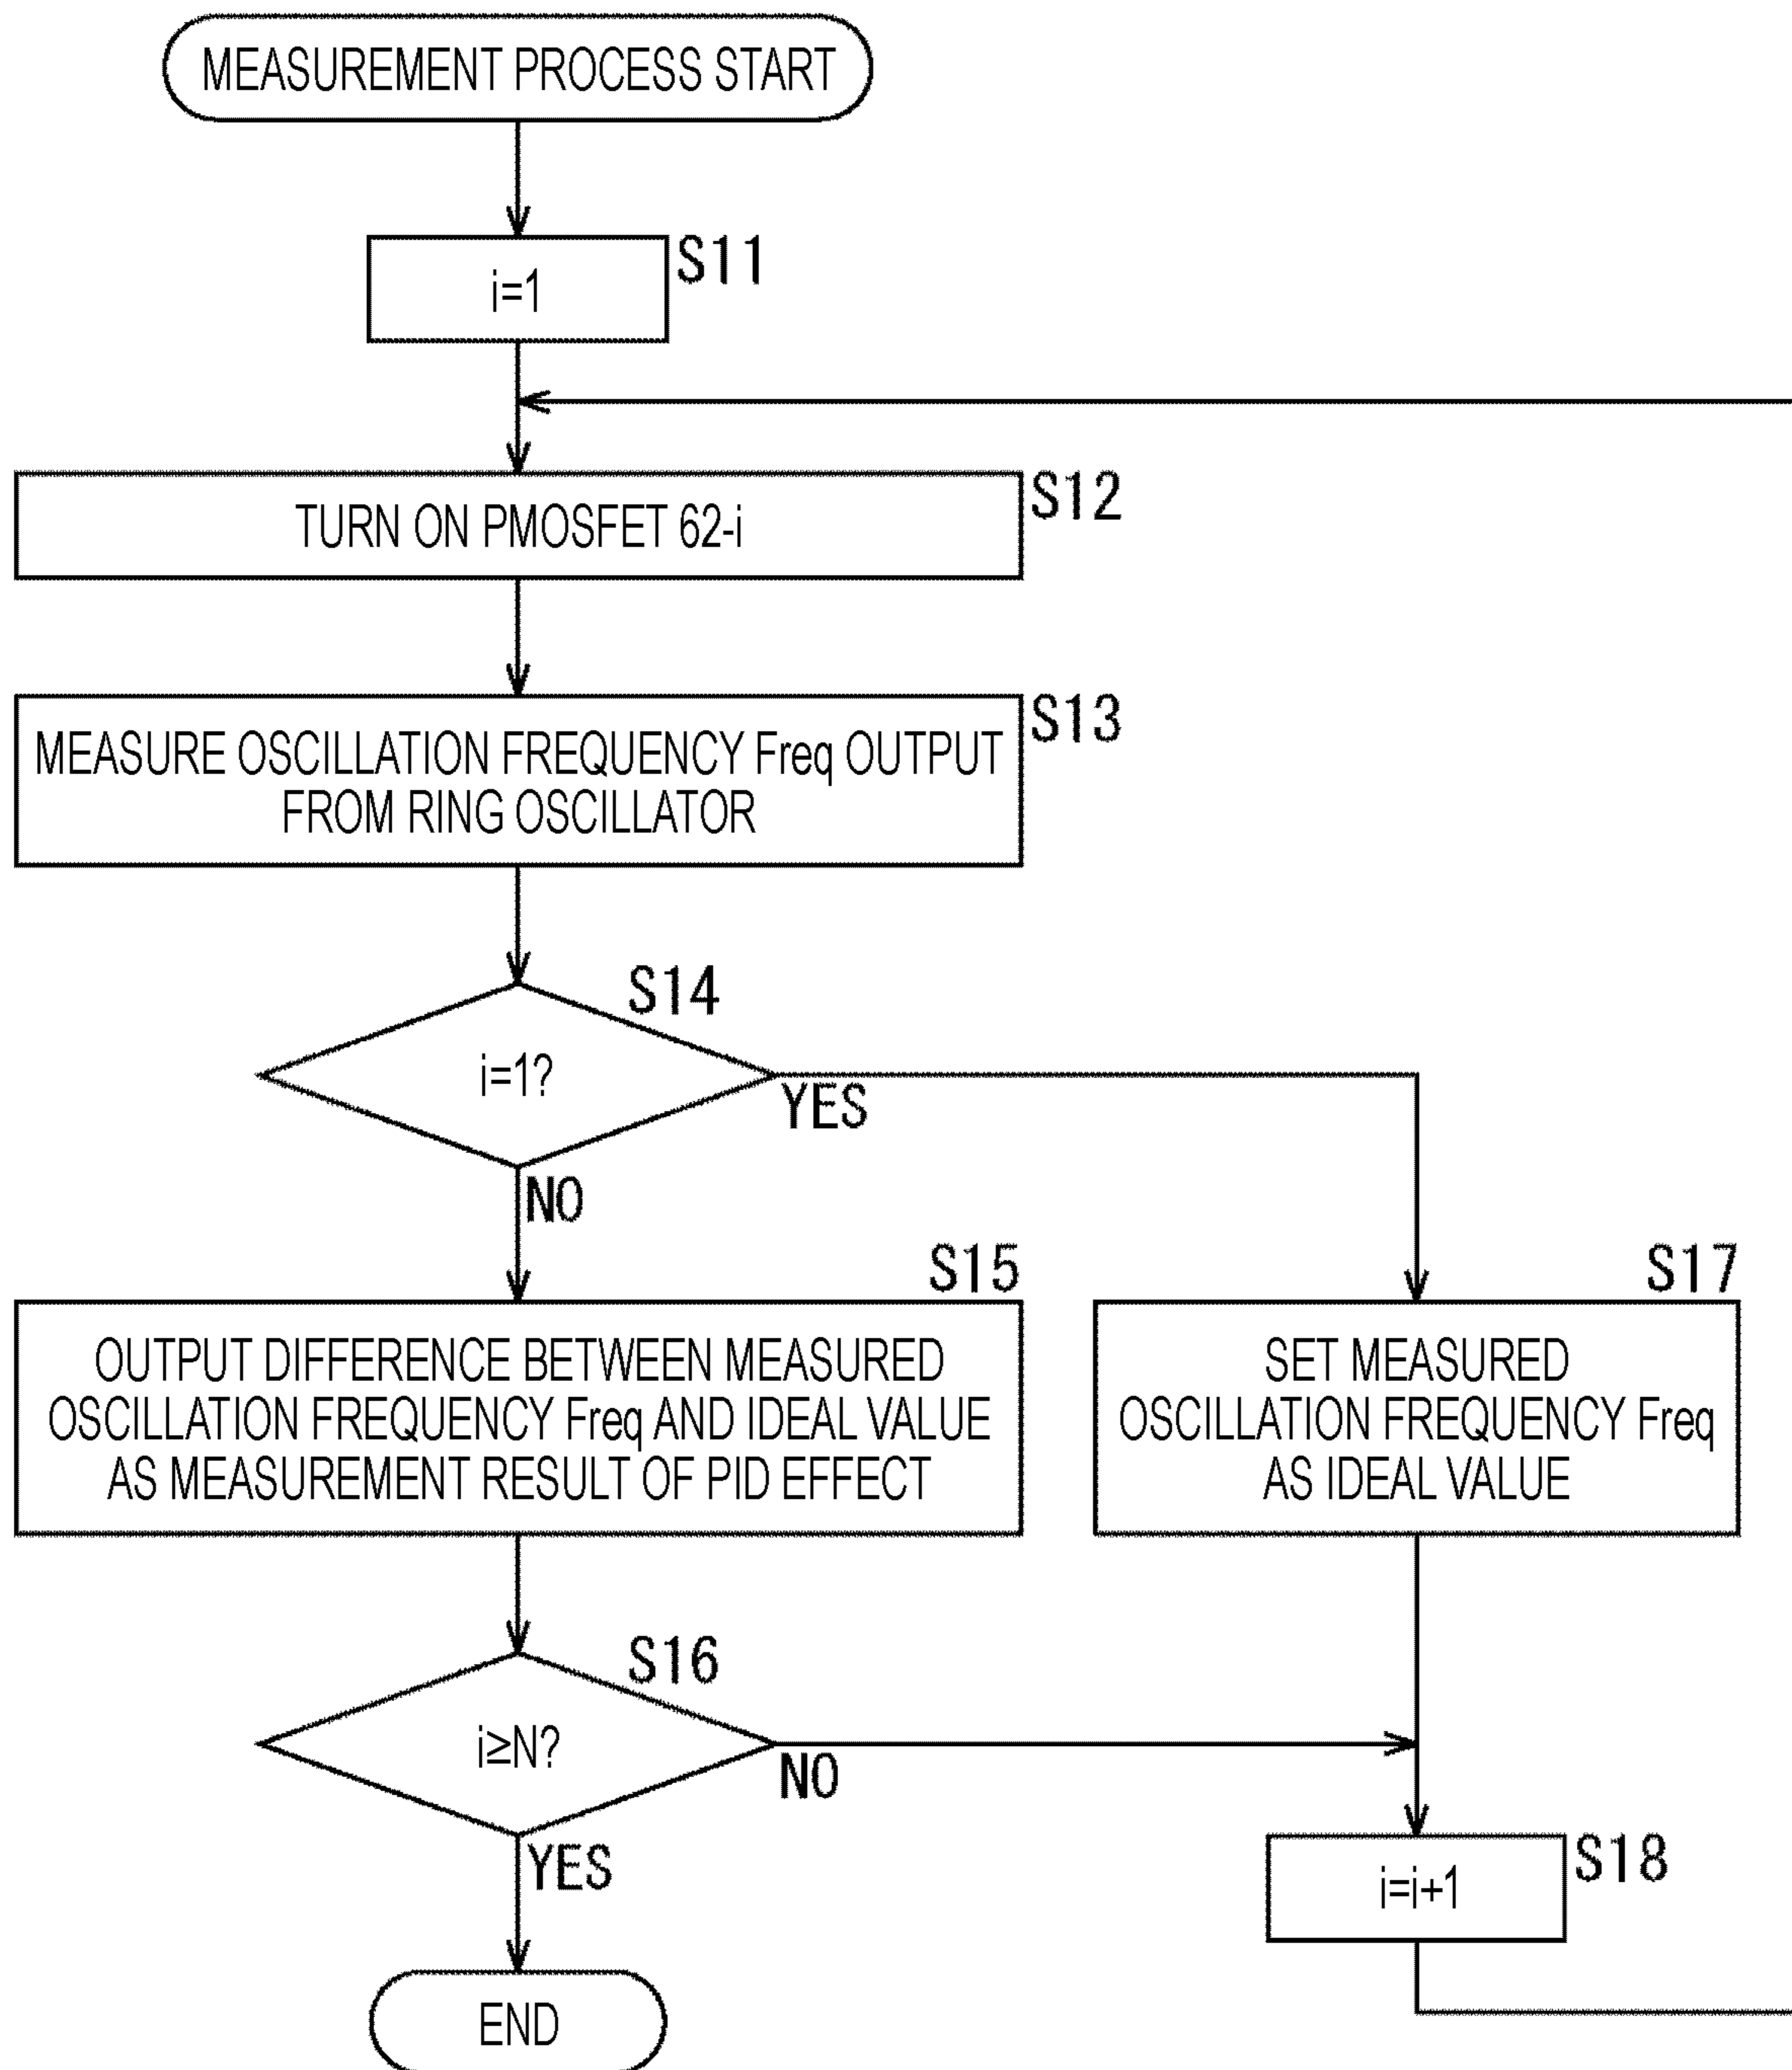 MEASUREMENT PROCESS START
S11
i=1
S12
TURN ON PMOSFET 62-i
S13
MEASURE OSCILLATION FREQUENCY Freq OUTPUT
FROM RING OSCILLATOR
S14
i=1?
YES
NO
S15
OUTPUT DIFFERENCE BETWEEN MEASURED
OSCILLATION FREQUENCY Freq AND IDEAL VALUE
AS MEASUREMENT RESULT OF PID EFFECT
S17
SET MEASURED
OSCILLATION FREQUENCY Freq
AS IDEAL VALUE
S16
i≥N?
NO
YES
S18
i=i+1
END